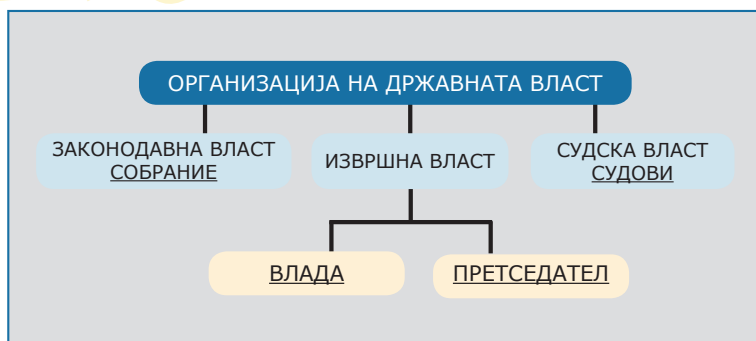 ОРГАНИЗАЦИЈА НА ДРЖАВНАТА ВЛАСТ
ЗАКОНОДАВНА ВЛАСТ
СОБРАНИЕ
ИЗВРШНА ВЛАСТ
СУДСКА ВЛАСТ
СУДОВИ
ВЛАДА
ПРЕТСЕДАТЕЛ